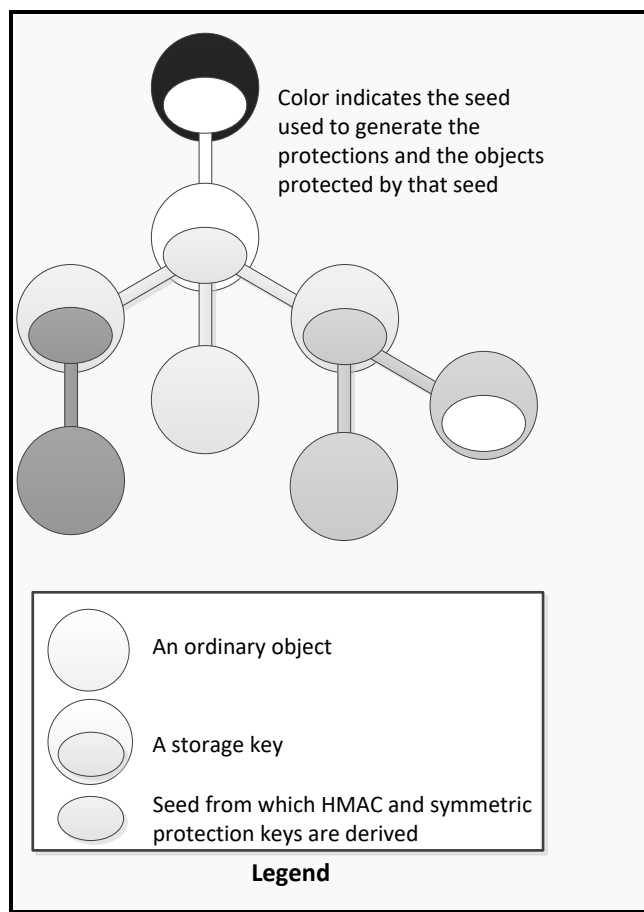 Color indicates the seed
used to generate the
protections and the objects
protected by that seed
An ordinary object
A storage key
Seed from which HMAC and symmetric
protection keys are derived
Legend